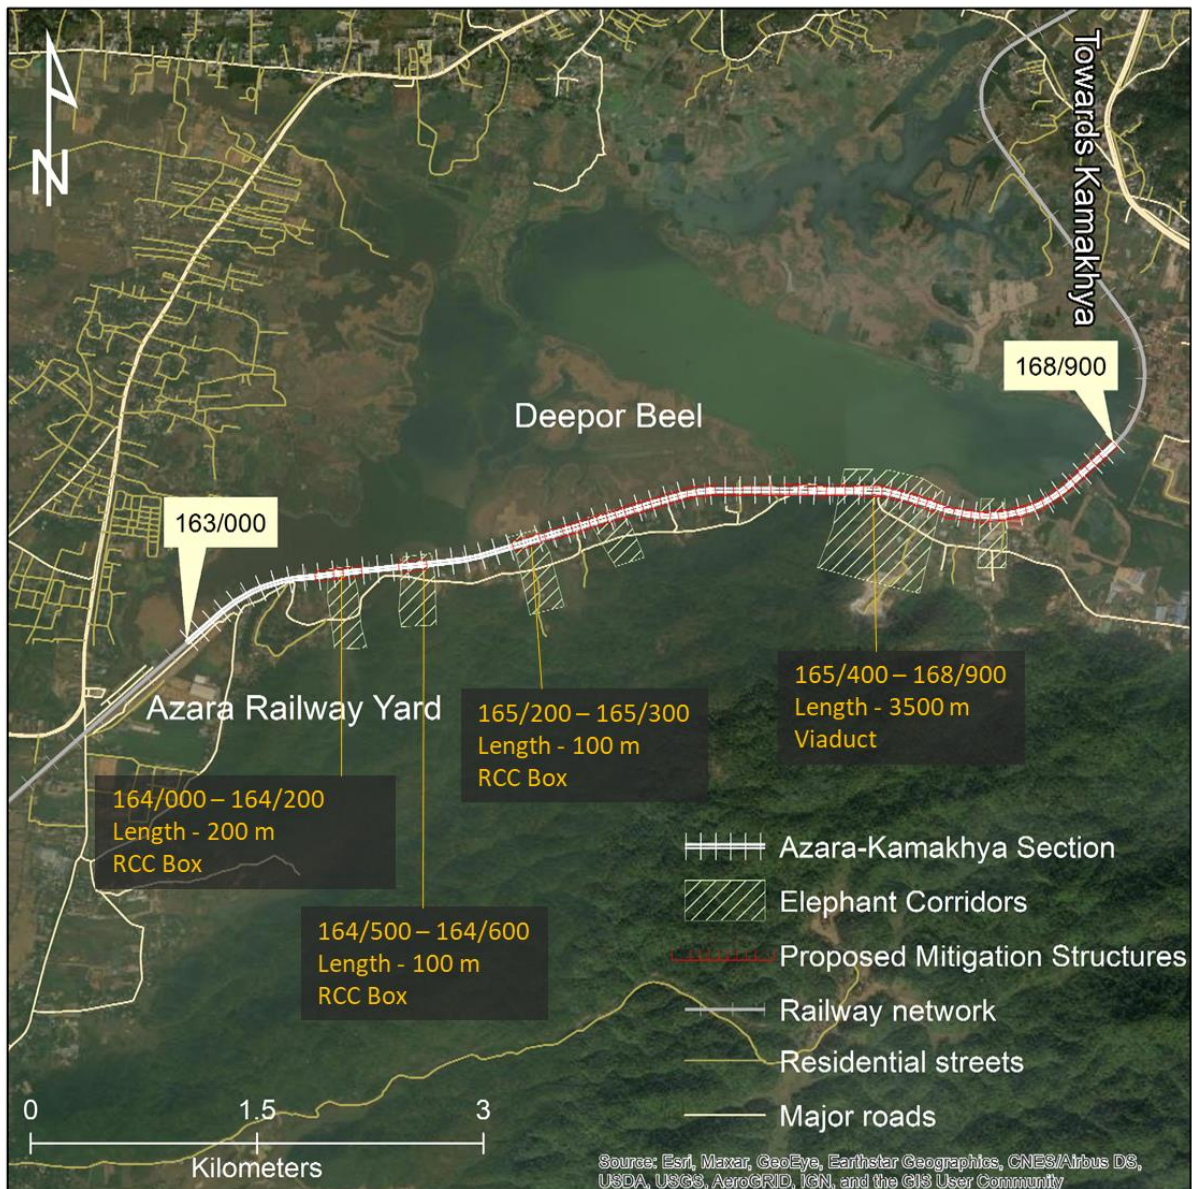 N
Towards Kamakhya
168/900
Deepor Beel
163/000
Azara Railway Yard
165/400 – 168/900
Length - 3500 m
Viaduct
165/200 – 165/300
Length - 100 m
RCC Box
164/000 – 164/200
Length - 200 m
RCC Box
164/500 – 164/600
Length - 100 m
RCC Box
Azara-Kamakhya Section
Elephant Corridors
Proposed Mitigation Structures
Railway network
Residential streets
Major roads
0 1.5 3
Kilometers
Source: Esri, Maxar, GeoEye, Earthstar Geographics, CNES/Airbus DS,
USDA, USGS, AeroGRID, IGN, and the GIS User Community